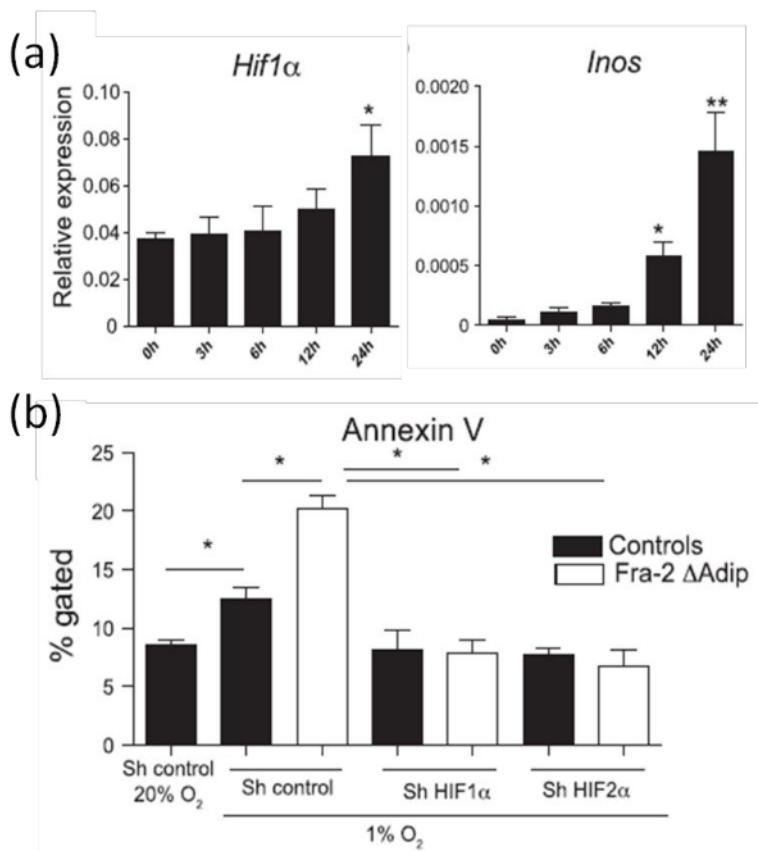 (a)
Hif1α
Relative expression
0.10
0.08
0.06
0.04
0.02
0
*
0h
3h
6h
12h
24h
Inos
0.0020
0.0015
0.0010
0.0005
0
*
**
0h
3h
6h
12h
24h
(b)
Annexin V
% gated
25
20
15
10
5
0
*
*
*
*
Controls
Fra-2 ΔAdip
Sh control
20% O₂
Sh control
Sh HIF1α
Sh HIF2α
1% O₂